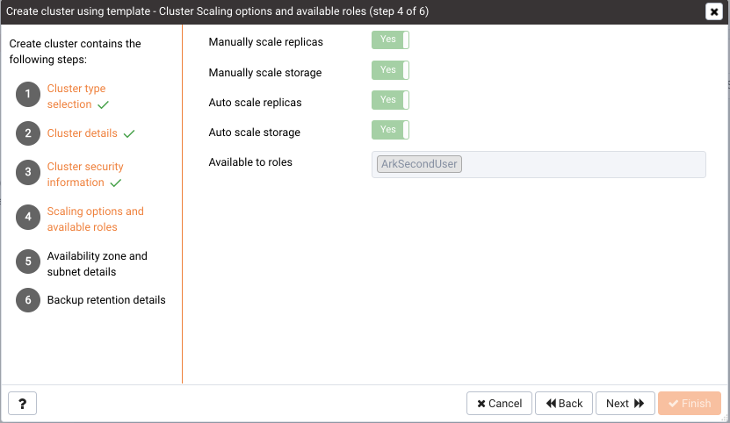 Create cluster using template - Cluster Scaling options and available roles (step 4 of 6)
Create cluster contains the
following steps:
1 Cluster type
selection
2 Cluster details
3 Cluster security
information
4 Scaling options and
available roles
5 Availability zone and
subnet details
6 Backup retention details
Manually scale replicas Yes
Manually scale storage Yes
Auto scale replicas Yes
Auto scale storage Yes
Available to roles ArkSecondUser
? Cancel Back Next Finish